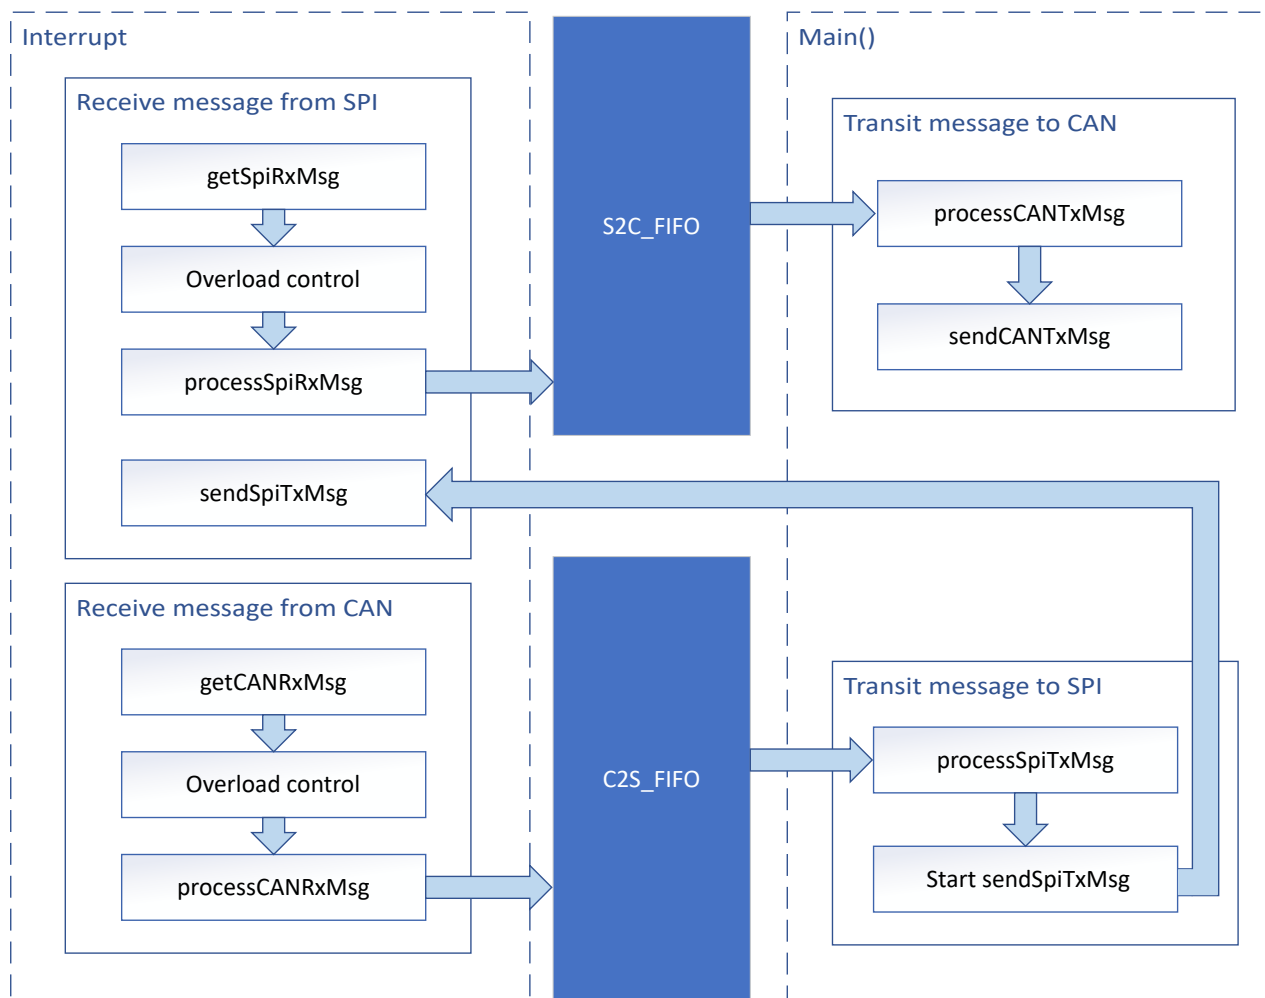 Interrupt
Receive message from SPI
getSpiRxMsg
Overload control
processSpiRxMsg
sendSpiTxMsg
Receive message from CAN
getCANRxMsg
Overload control
processCANRxMsg
S2C_FIFO
C2S_FIFO
Main()
Transit message to CAN
processCANTxMsg
sendCANTxMsg
Transit message to SPI
processSpiTxMsg
Start sendSpiTxMsg